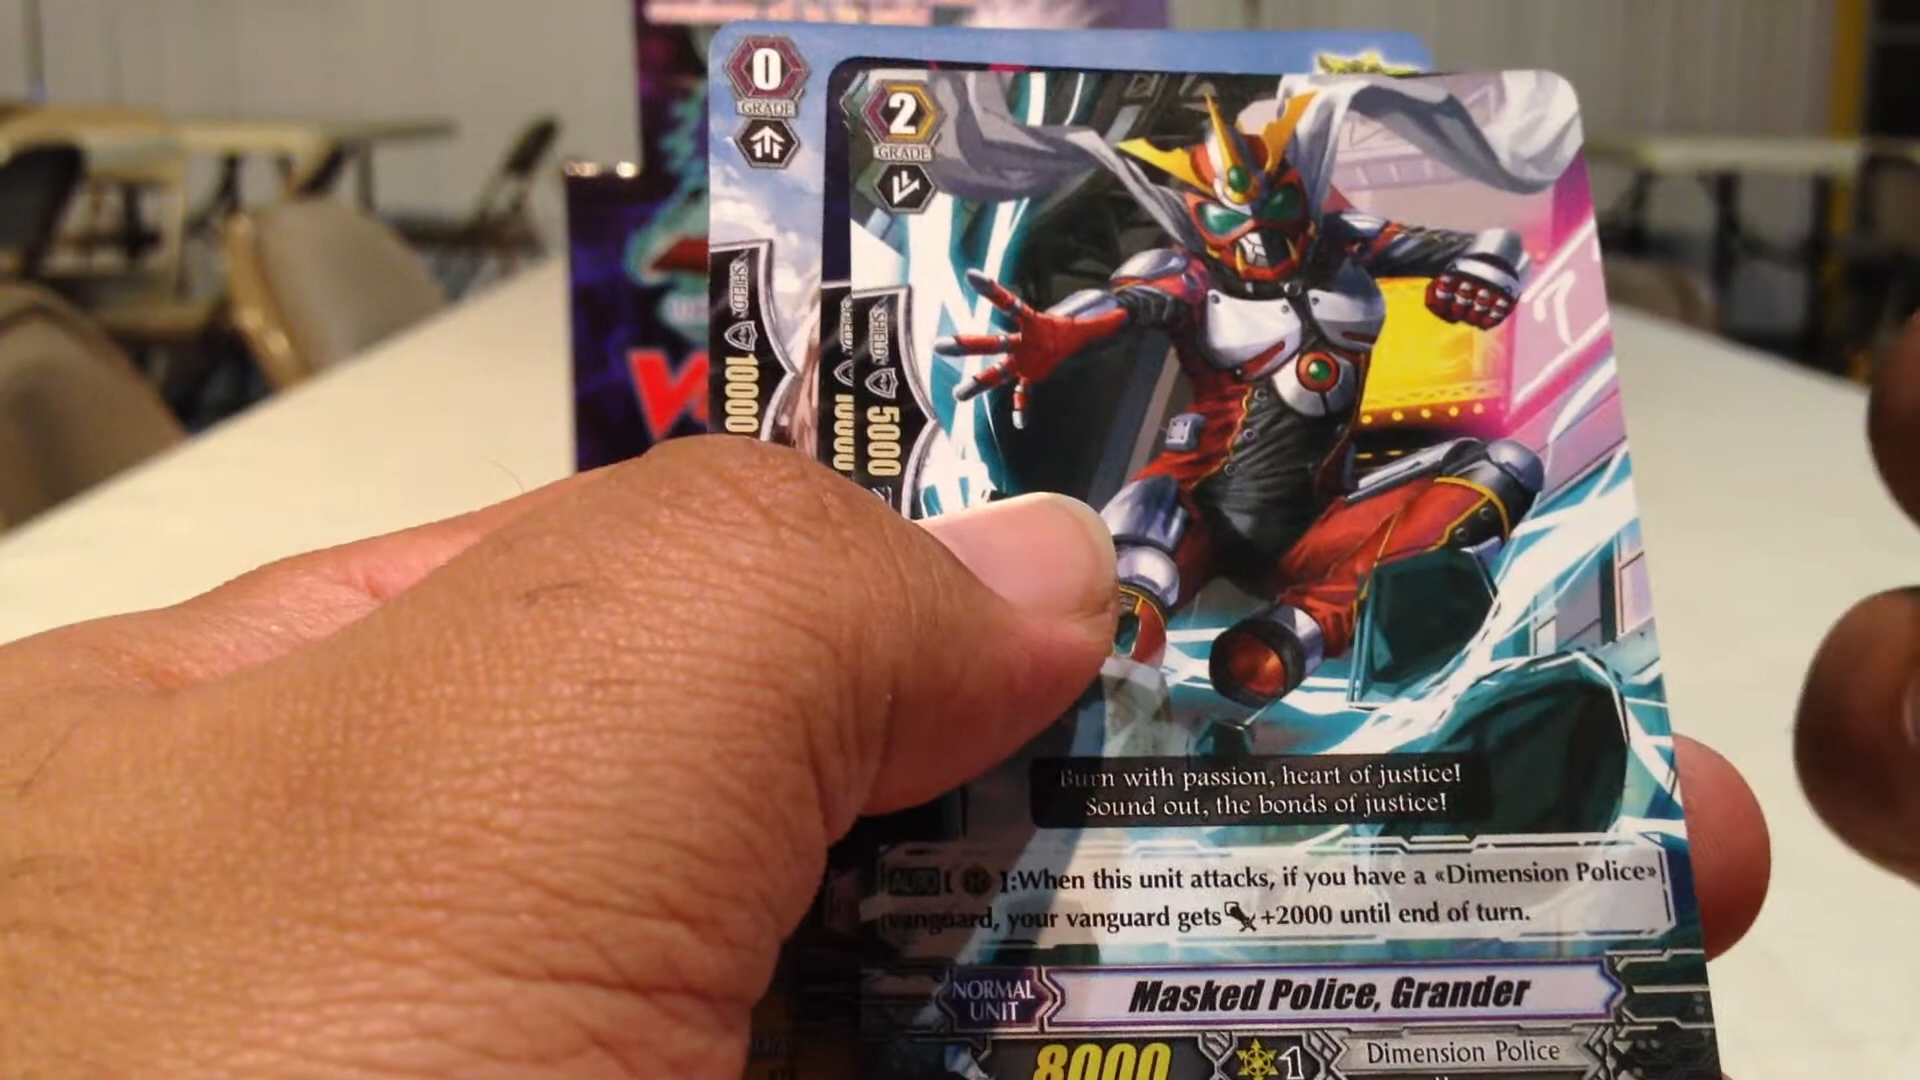 0
GRADE
SHIELD
10000
SHIELD
10000
2
GRADE
SHIELD
5000
Burn with passion, heart of justice!
Sound out, the bonds of justice!
AUTO [ ]:When this unit attacks, if you have a «Dimension Police»
vanguard, your vanguard gets +2000 until end of turn.
NORMAL
UNIT
Masked Police, Grander
8000
1
Dimension Police